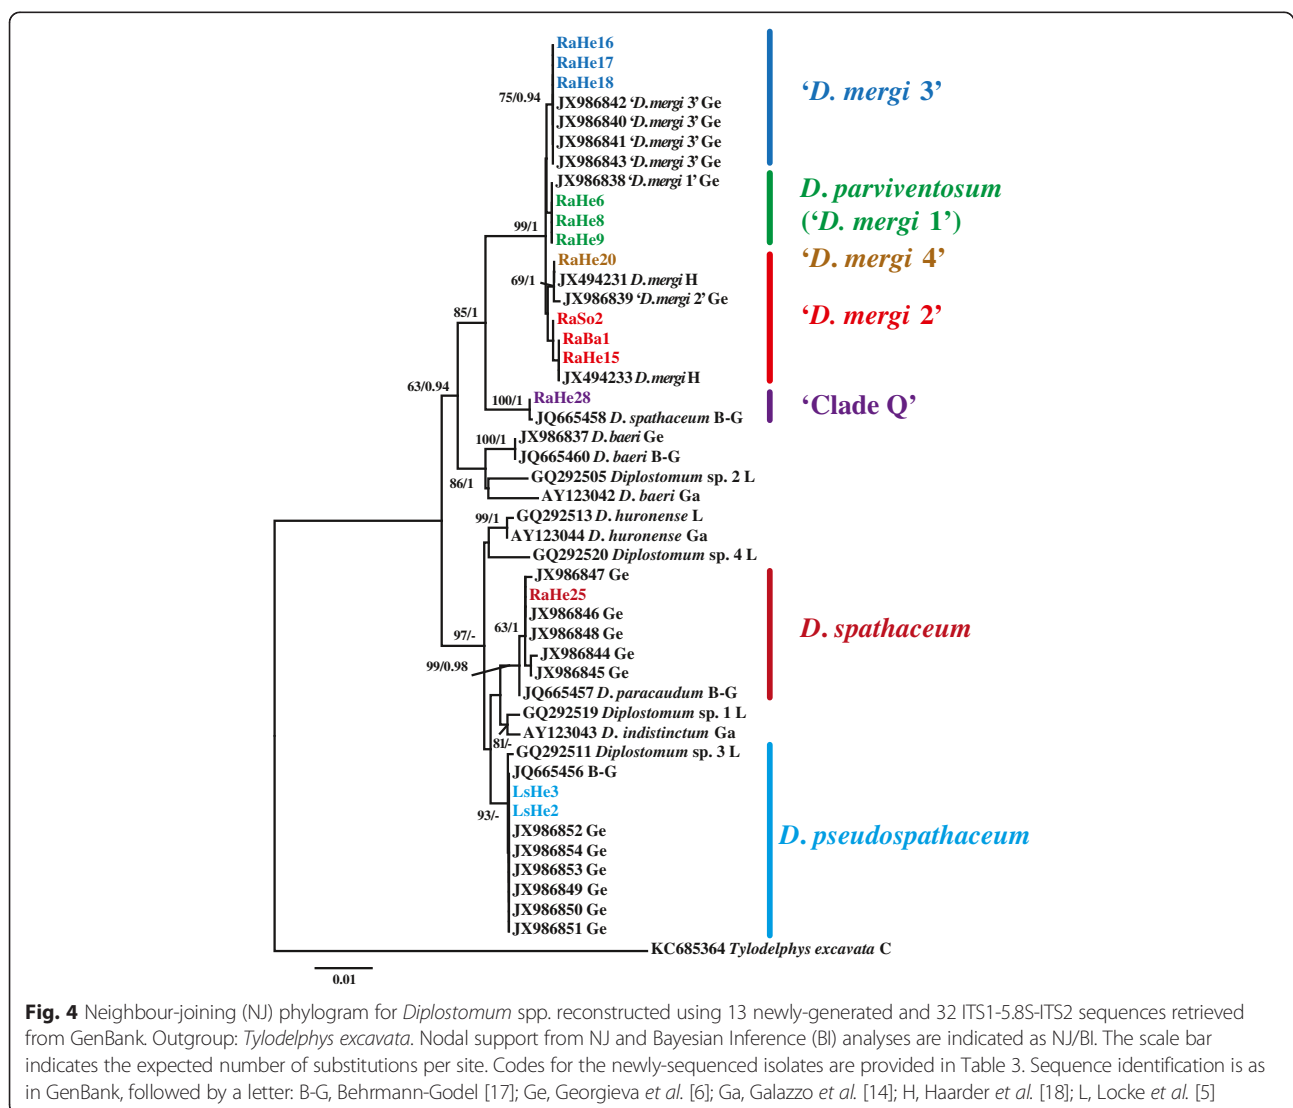 RaHe16
RaHe17
RaHe18
75/0.94
JX986842 ‘D. mergi 3’ Ge
JX986840 ‘D. mergi 3’ Ge
JX986841 ‘D. mergi 3’ Ge
JX986843 ‘D. mergi 3’ Ge
‘D. mergi 3’
JX986838 ‘D. mergi 1’ Ge
RaHe6
RaHe8
RaHe9
99/1
D. parviventosum
(‘D. mergi 1’)
RaHe20
‘D. mergi 4’
69/1
JX494231 D. mergi H
JX986839 ‘D. mergi 2’ Ge
RaSo2
RaBa1
RaHe15
JX494233 D. mergi H
‘D. mergi 2’
85/1
63/0.94
100/1
RaHe28
JQ665458 D. spathaceum B-G
‘Clade Q’
100/1
JX986837 D. baeri Ge
JQ665460 D. baeri B-G
86/1
GQ292505 Diplostomum sp. 2 L
AY123042 D. baeri Ga
99/1
GQ292513 D. huronense L
AY123044 D. huronense Ga
GQ292520 Diplostomum sp. 4 L
97/-
JX986847 Ge
RaHe25
JX986846 Ge
63/1
JX986848 Ge
JX986844 Ge
99/0.98
JX986845 Ge
JQ665457 D. paracaudum B-G
D. spathaceum
GQ292519 Diplostomum sp. 1 L
AY123043 D. indistinctum Ga
81/-
GQ292511 Diplostomum sp. 3 L
JQ665456 B-G
LsHe3
LsHe2
93/-
JX986852 Ge
JX986854 Ge
JX986853 Ge
JX986849 Ge
JX986850 Ge
JX986851 Ge
D. pseudospathaceum
KC685364 Tylodelphys excavata C
0.01
Fig. 4 Neighbour-joining (NJ) phylogram for Diplostomum spp. reconstructed using 13 newly-generated and 32 ITS1-5.8S-ITS2 sequences retrieved
from GenBank. Outgroup: Tylodelphys excavata. Nodal support from NJ and Bayesian Inference (BI) analyses are indicated as NJ/BI. The scale bar
indicates the expected number of substitutions per site. Codes for the newly-sequenced isolates are provided in Table 3. Sequence identification is as
in GenBank, followed by a letter: B-G, Behrmann-Godel [17]; Ge, Georgieva et al. [6]; Ga, Galazzo et al. [14]; H, Haarder et al. [18]; L, Locke et al. [5]